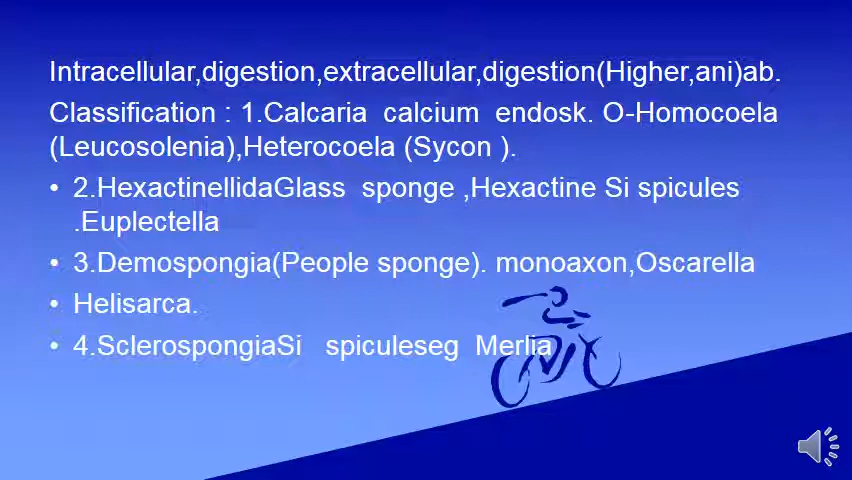 Intracellular,digestion,extracellular,digestion(Higher,ani)ab.
Classification : 1.Calcaria calcium endosk. O-Homocoela
(Leucosolenia),Heterocoela (Sycon ).
• 2.HexactinellidaGlass sponge ,Hexactine Si spicules
.Euplectella
• 3.Demospongia(People sponge). monoaxon,Oscarella
• Helisarca.
• 4.SclerospongiaSi spiculeseg Merlia